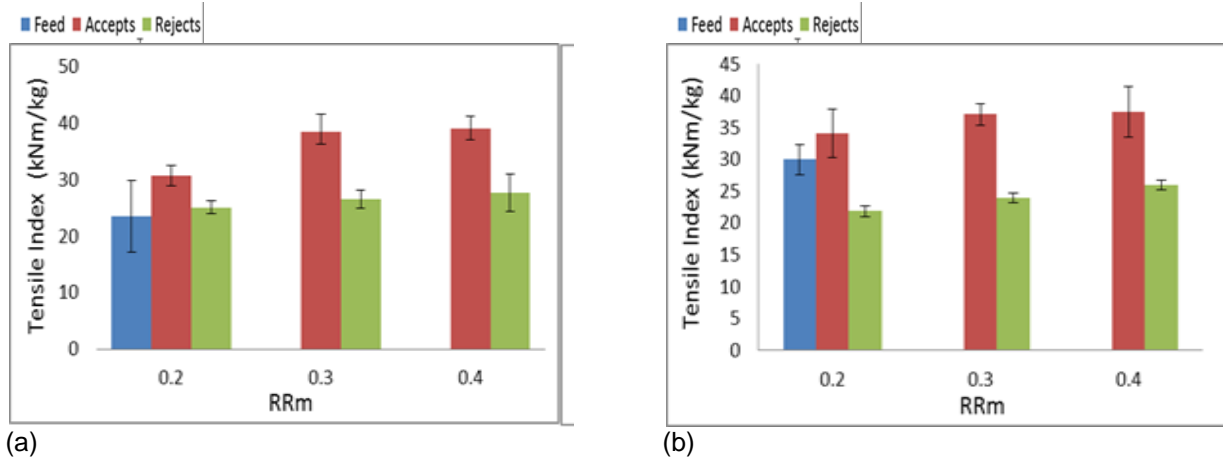 Feed Accepts Rejects
Tensile Index (kNm/kg)
50
40
30
20
10
0
0.2 0.3 0.4
RRm
(a)
Feed Accepts Rejects
Tensile Index (kNm/kg)
45
40
35
30
25
20
15
10
5
0
0.2 0.3 0.4
RRm
(b)